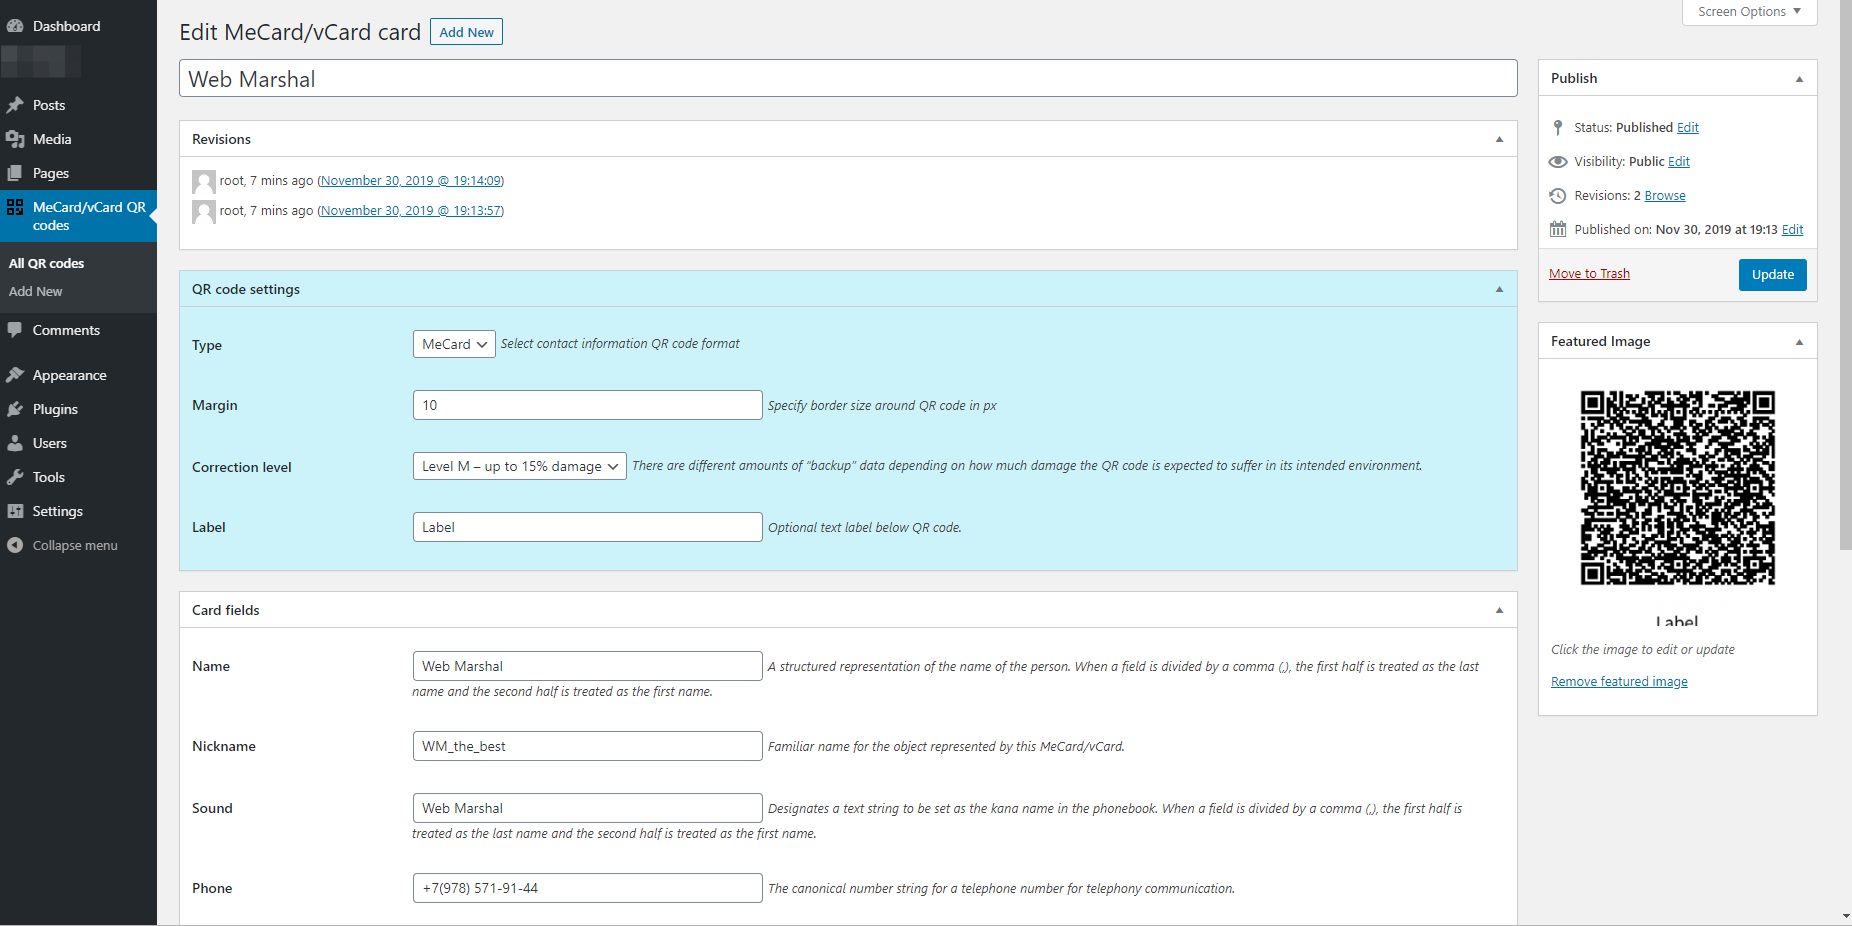 Dashboard
Posts
Media
Pages
MeCard/vCard QR
codes
All QR codes
Add New
Comments
Appearance
Plugins
Users
Tools
Settings
Collapse menu
Screen Options
Edit MeCard/vCard card
Add New
Web Marshal
Revisions
root, 7 mins ago (November 30, 2019 @ 19:14:09)
root, 7 mins ago (November 30, 2019 @ 19:13:57)
QR code settings
Type
MeCard
Select contact information QR code format
Margin
10
Specify border size around QR code in px
Correction level
Level M – up to 15% damage
There are different amounts of "backup" data depending on how much damage the QR code is expected to suffer in its intended environment.
Label
Label
Optional text label below QR code.
Card fields
Name
Web Marshal
A structured representation of the name of the person. When a field is divided by a comma (,), the first half is treated as the last
name and the second half is treated as the first name.
Nickname
WM_the_best
Familiar name for the object represented by this MeCard/vCard.
Sound
Web Marshal
Designates a text string to be set as the kana name in the phonebook. When a field is divided by a comma (,), the first half is
treated as the last name and the second half is treated as the first name.
Phone
+7(978) 571-91-44
The canonical number string for a telephone number for telephony communication.
Publish
Status: Published Edit
Visibility: Public Edit
Revisions: 2 Browse
Published on: Nov 30, 2019 at 19:13 Edit
Move to Trash
Update
Featured Image
Label
Click the image to edit or update
Remove featured image